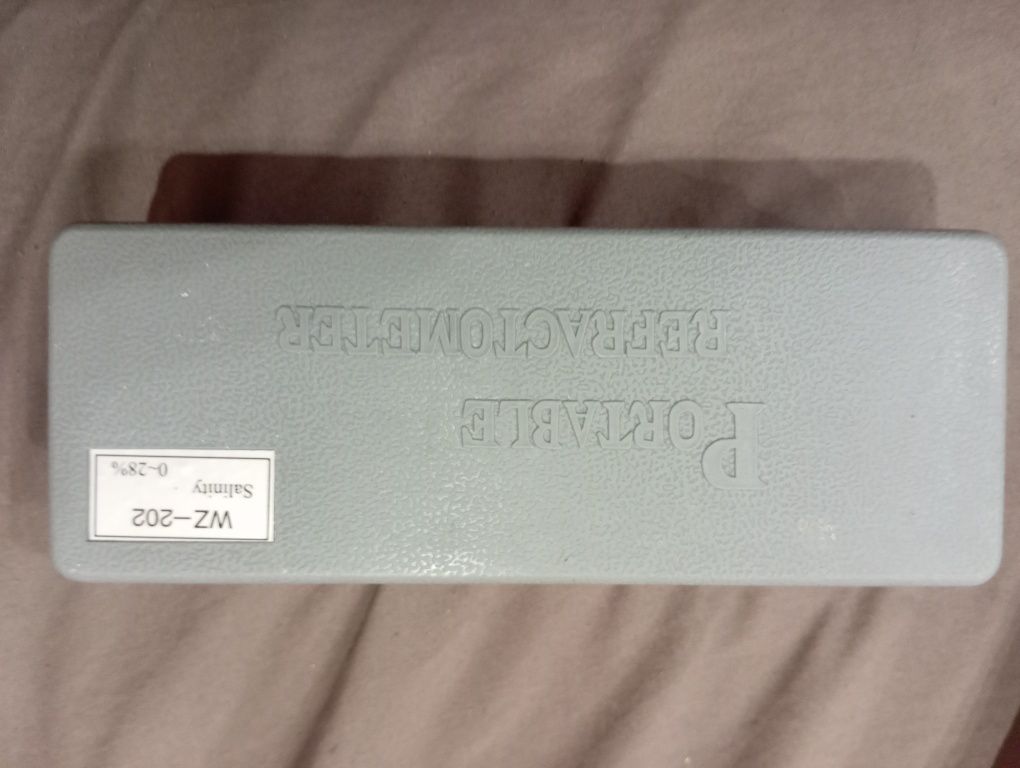 PORTABLE
REFRACTOMETER
WZ-202
Salinity
0~28%